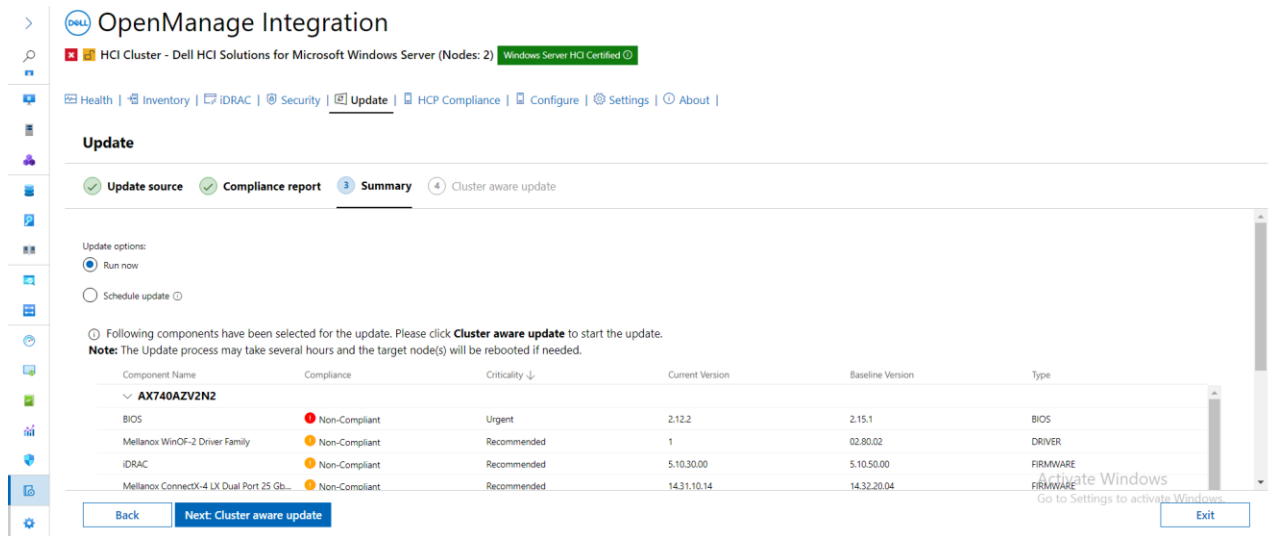 DELL OpenManage Integration
HCI Cluster - Dell HCI Solutions for Microsoft Windows Server (Nodes: 2) Windows Server HCI Certified
Health | Inventory | iDRAC | Security | Update | HCP Compliance | Configure | Settings | About |
Update
Update source Compliance report 3 Summary 4 Cluster aware update
Update options:
Run now
Schedule update
Following components have been selected for the update. Please click Cluster aware update to start the update.
Note: The Update process may take several hours and the target node(s) will be rebooted if needed.
Component Name Compliance Criticality Current Version Baseline Version Type
AX740AZV2N2
BIOS Non-Compliant Urgent 2.12.2 2.15.1 BIOS
Mellanox WinOF-2 Driver Family Non-Compliant Recommended 1 02.80.02 DRIVER
iDRAC Non-Compliant Recommended 5.10.30.00 5.10.50.00 FIRMWARE
Mellanox ConnectX-4 LX Dual Port 25 Gb... Non-Compliant Recommended 14.31.10.14 14.32.20.04 FIRMWARE
Activate Windows
Go to Settings to activate Windows.
Back Next: Cluster aware update Exit